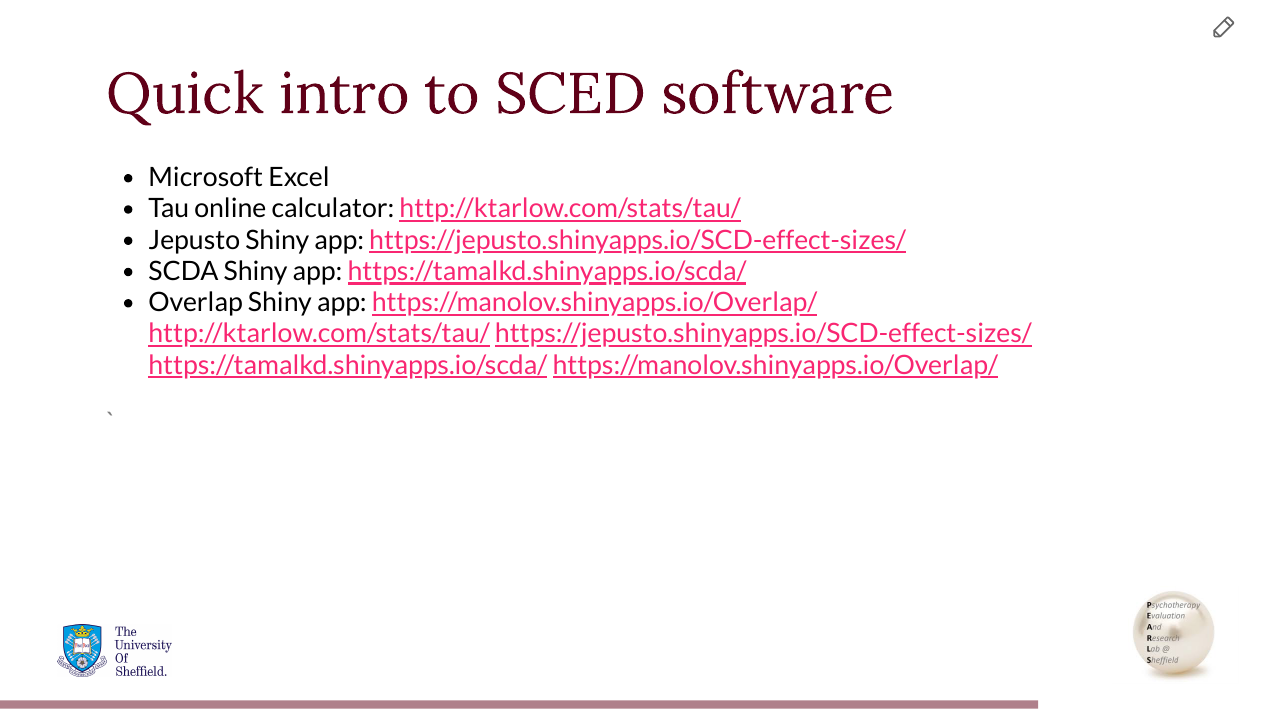 Quick intro to SCED software
• Microsoft Excel
• Tau online calculator: http://ktarlow.com/stats/tau/
• Jepusto Shiny app: https://jepusto.shinyapps.io/SCD-effect-sizes/
• SCDA Shiny app: https://tamalkd.shinyapps.io/scda/
• Overlap Shiny app: https://manolov.shinyapps.io/Overlap/
http://ktarlow.com/stats/tau/ https://jepusto.shinyapps.io/SCD-effect-sizes/
https://tamalkd.shinyapps.io/scda/ https://manolov.shinyapps.io/Overlap/
`
The
University
Of
Sheffield.
Psychotherapy
Evaluation
And
Research
Lab @
Sheffield